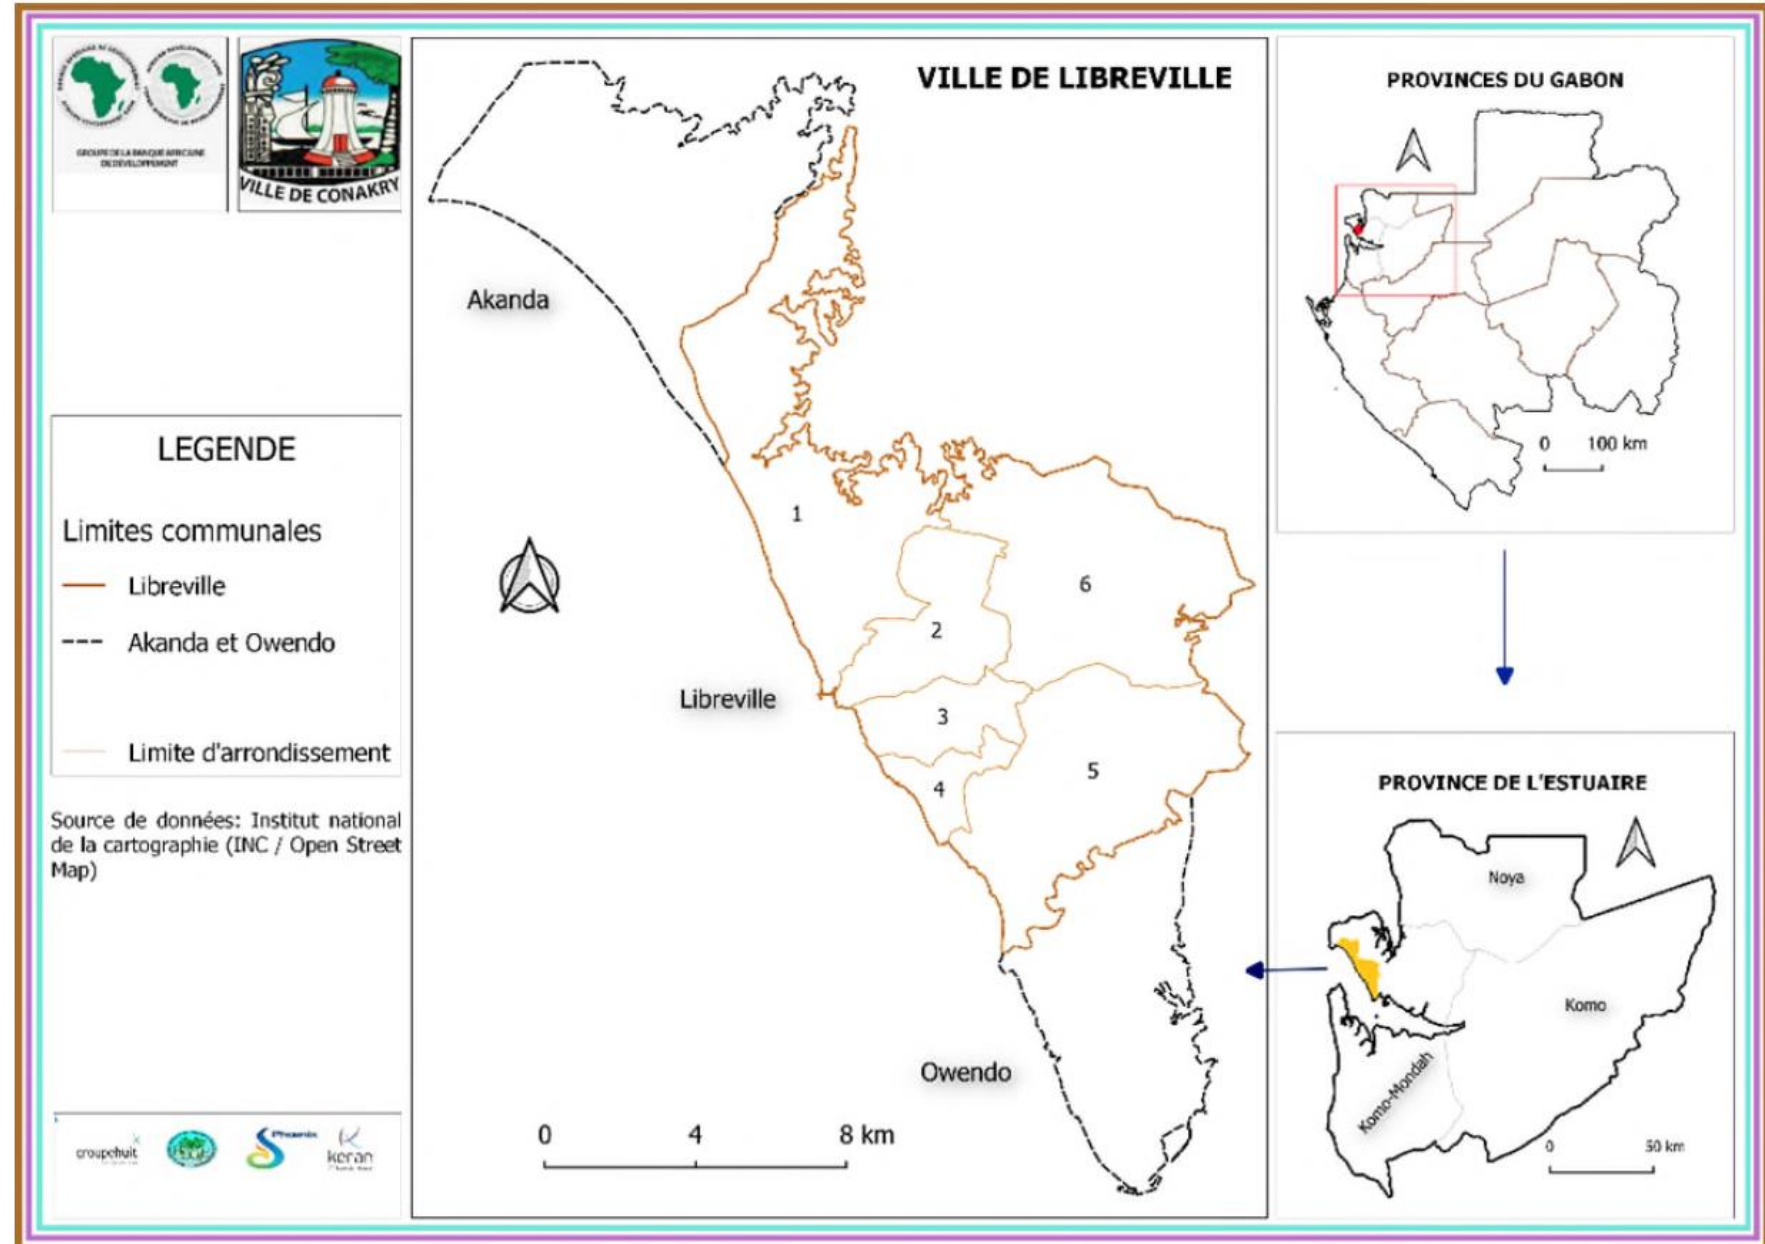 GROUPE DE LA BANQUE AFRICAINE
DE DEVELOPPEMENT
VILLE DE CONAKRY
VILLE DE LIBREVILLE
Akanda
1
2
3
4
5
6
Libreville
Owendo
0 4 8 km
LEGENDE
Limites communales
Libreville
Akanda et Owendo
Limite d'arrondissement
Source de données: Institut national
de la cartographie (INC / Open Street
Map)
groupehuit
Phoenix
keran
PROVINCES DU GABON
0 100 km
PROVINCE DE L'ESTUAIRE
Noya
Komo
Komo-Mondah
0 50 km